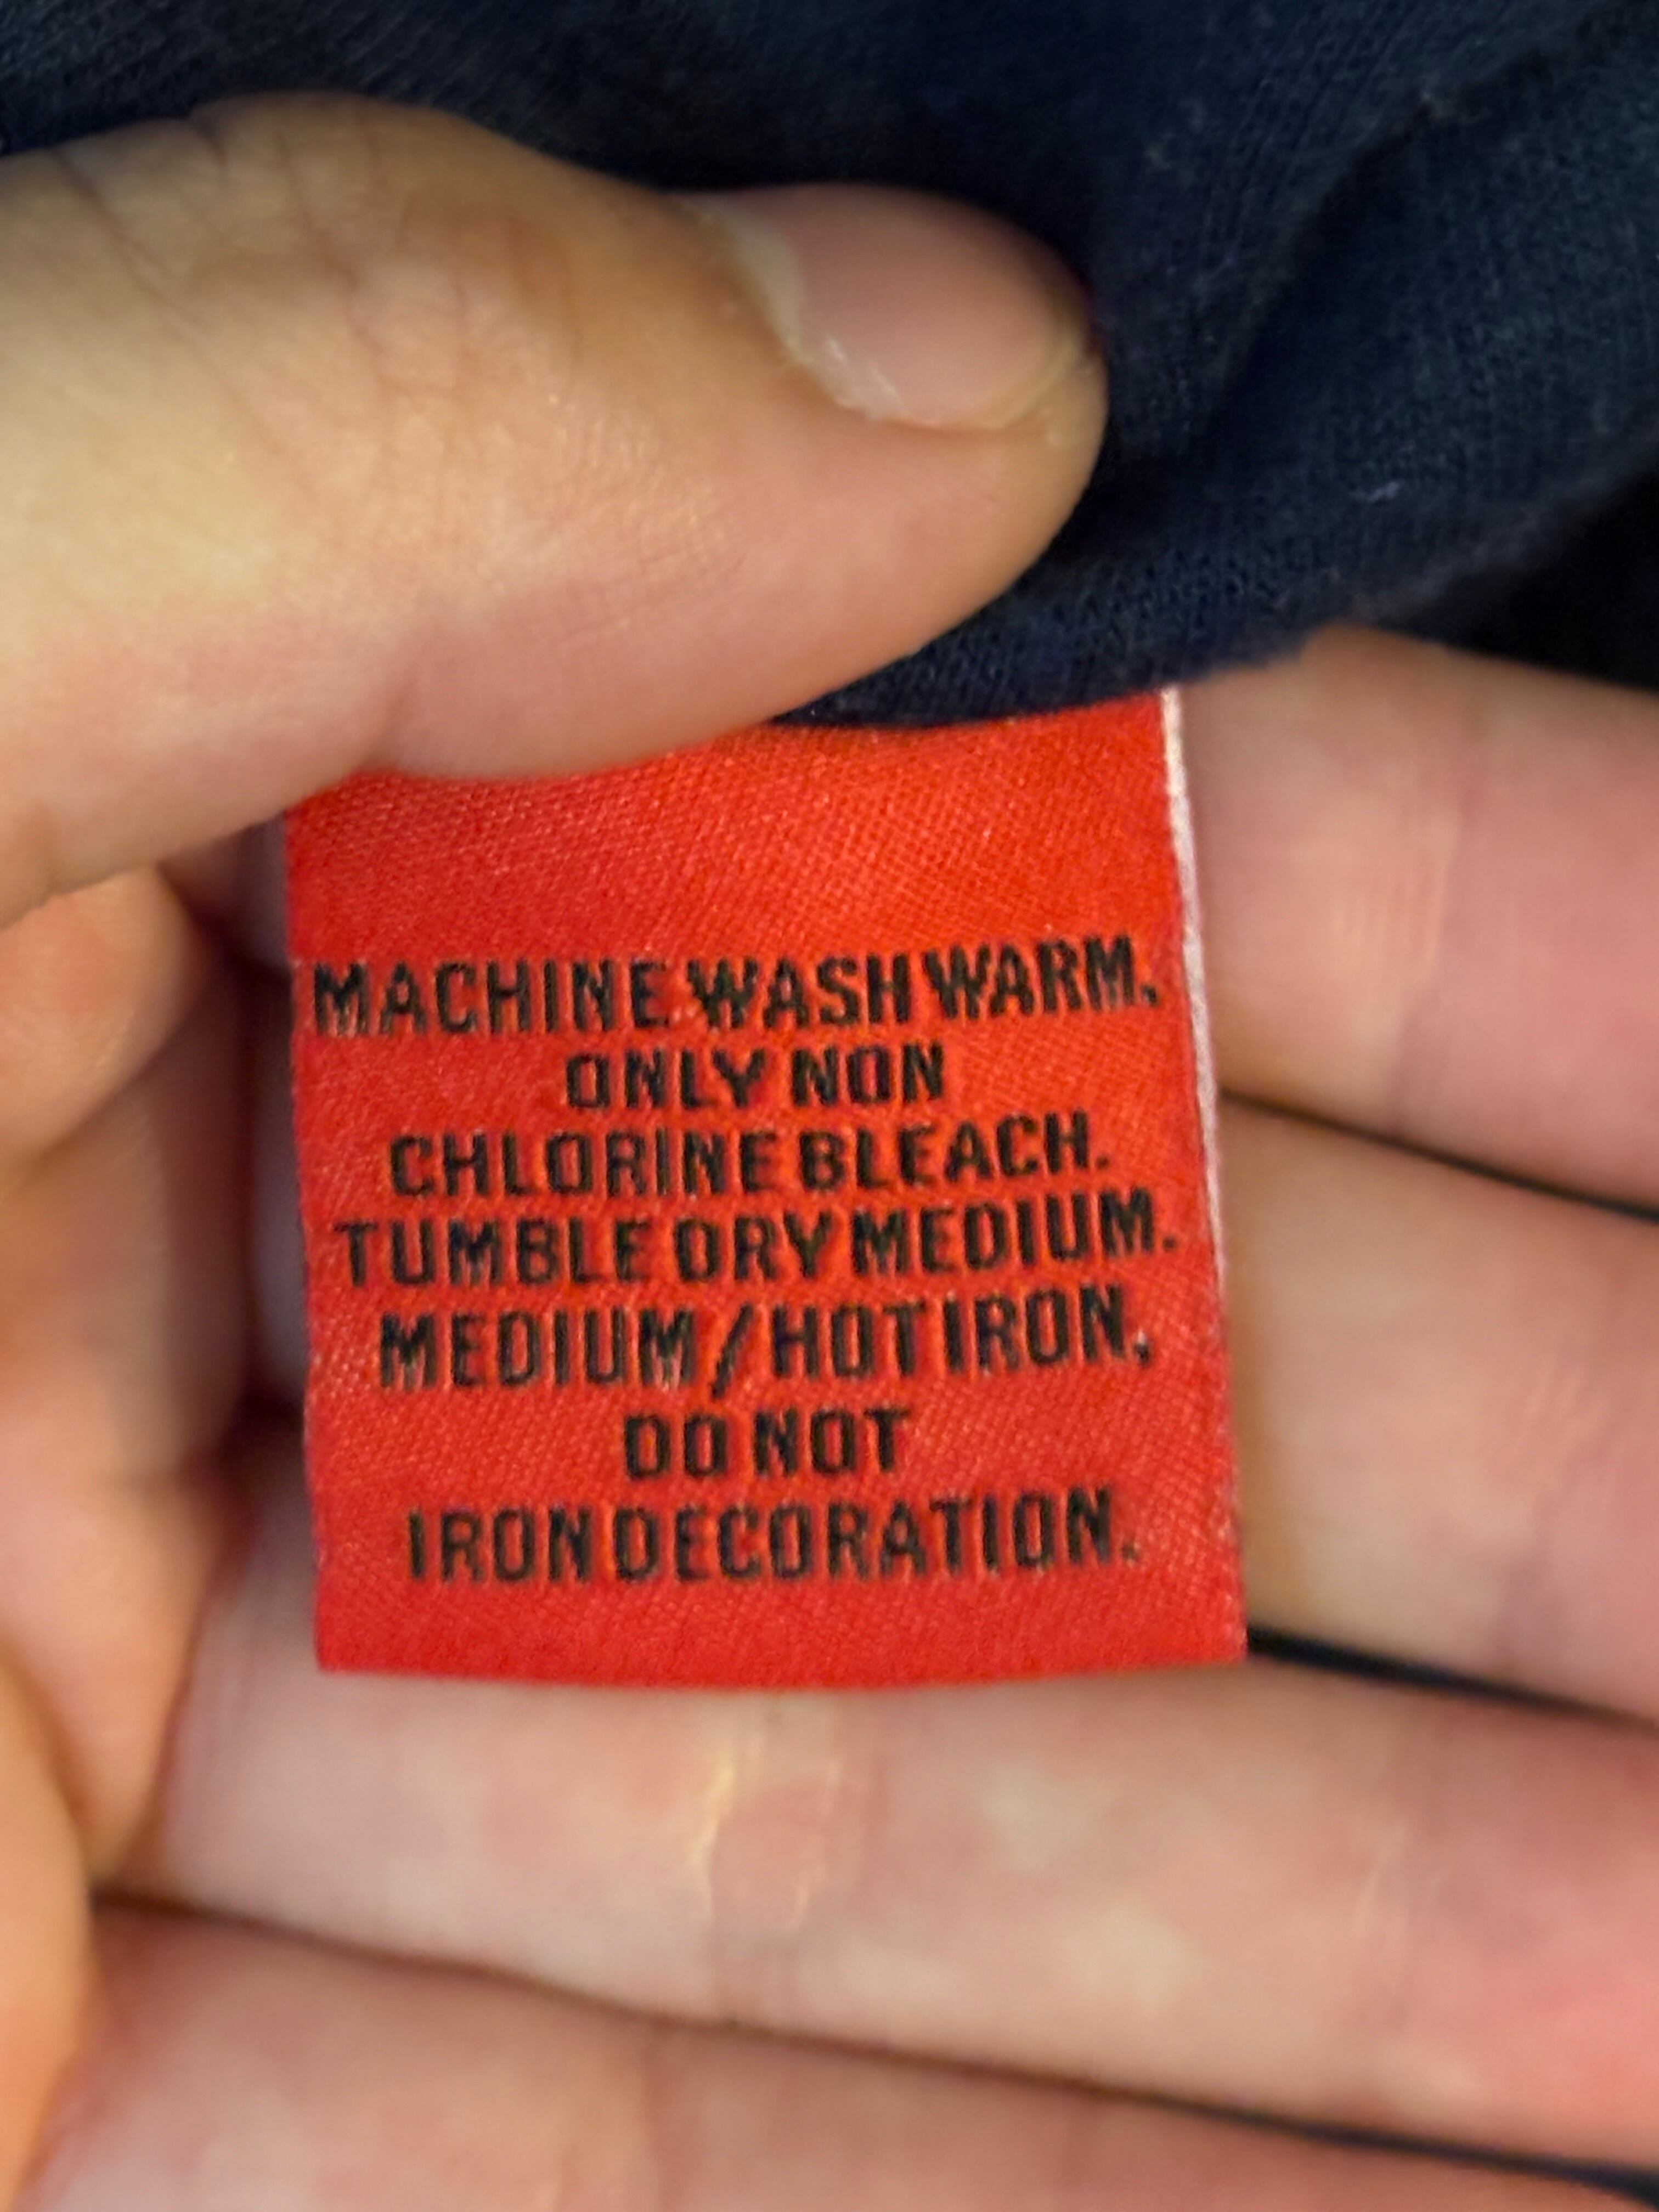 MACHINE WASH WARM.
ONLY NON
CHLORINE BLEACH.
TUMBLE DRY MEDIUM.
MEDIUM/HOT IRON.
DO NOT
IRON DECORATION.